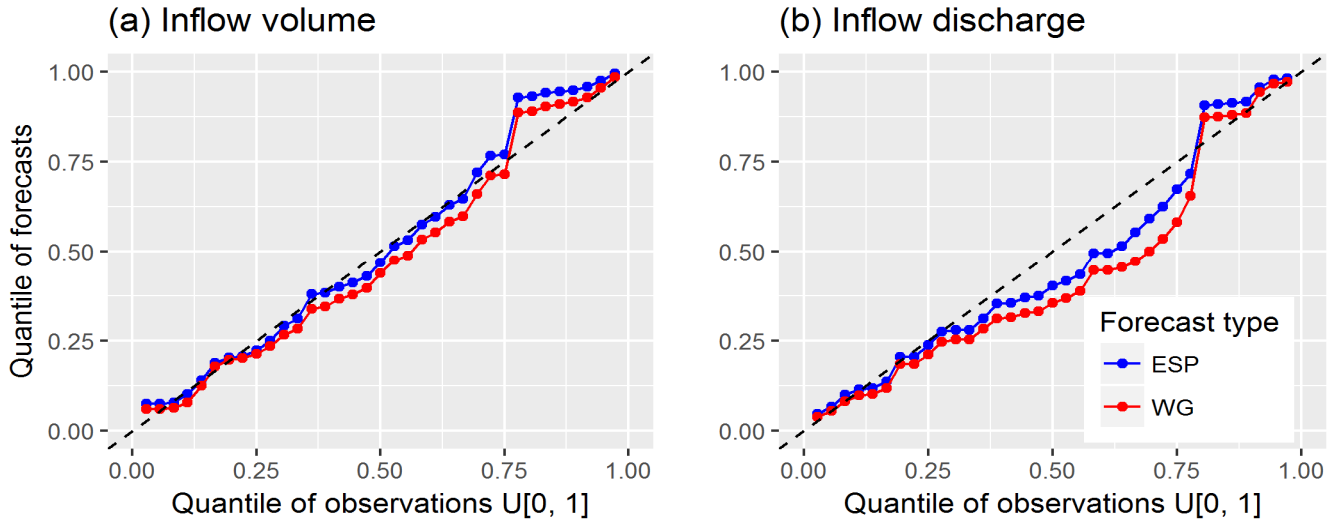 (a) Inflow volume
(b) Inflow discharge
Quantile of forecasts
1.00
0.75
0.50
0.25
0.00
0.00 0.25 0.50 0.75 1.00
Quantile of observations U[0, 1]
1.00
0.75
0.50
0.25
0.00
0.00 0.25 0.50 0.75 1.00
Quantile of observations U[0, 1]
Forecast type
ESP
WG